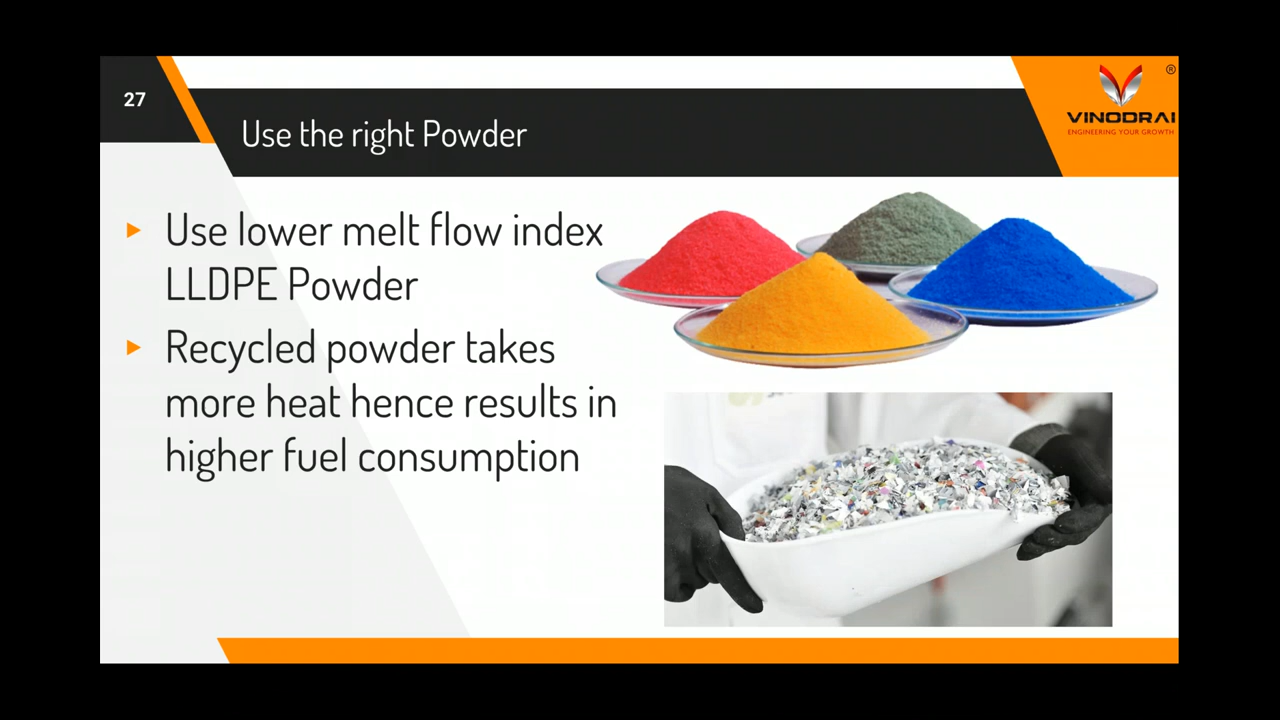 27
Use the right Powder
®
VINODRAI
ENGINEERING YOUR GROWTH
Use lower melt flow index
LLDPE Powder
Recycled powder takes
more heat hence results in
higher fuel consumption